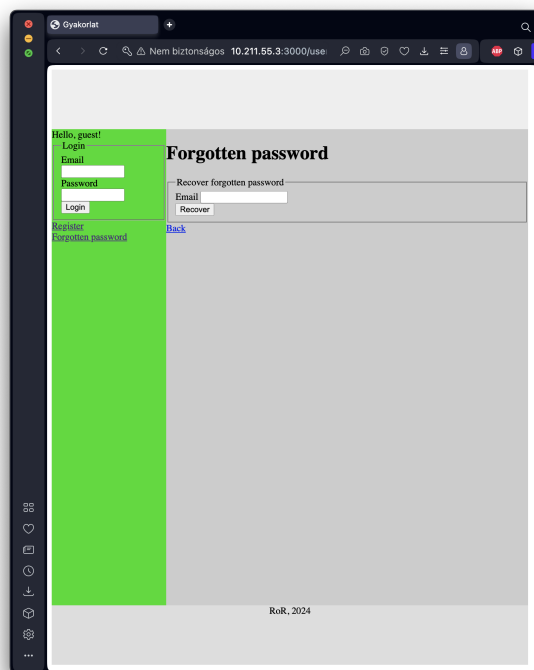 Gyakorlat
Nem biztonságos 10.211.55.3:3000/use
ABP
Hello, guest!
Login
Email
Password
Login
Register
Forgotten password
Forgotten password
Recover forgotten password
Email
Recover
Back
RoR, 2024